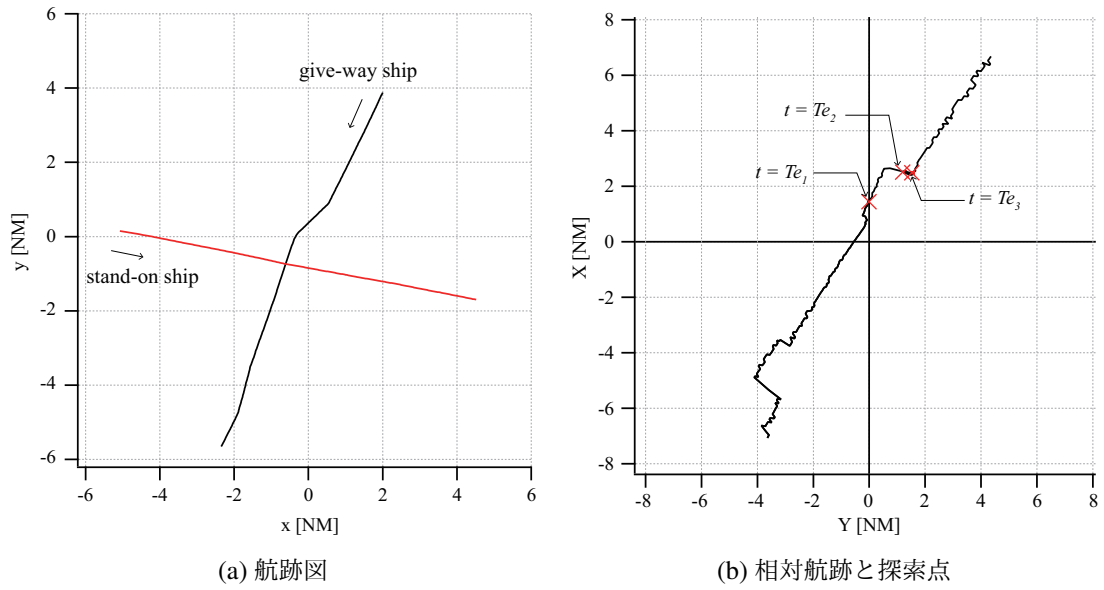 6
4
2
0
-2
-4
-6
y [NM]
give-way ship
stand-on ship
-6 -4 -2 0 2 4 6
x [NM]
(a) 航跡図
8
6
4
2
0
-2
-4
-6
-8
X [NM]
t = Te2
t = Te1
t = Te3
-8 -6 -4 -2 0 2 4 6 8
Y [NM]
(b) 相対航跡と探索点